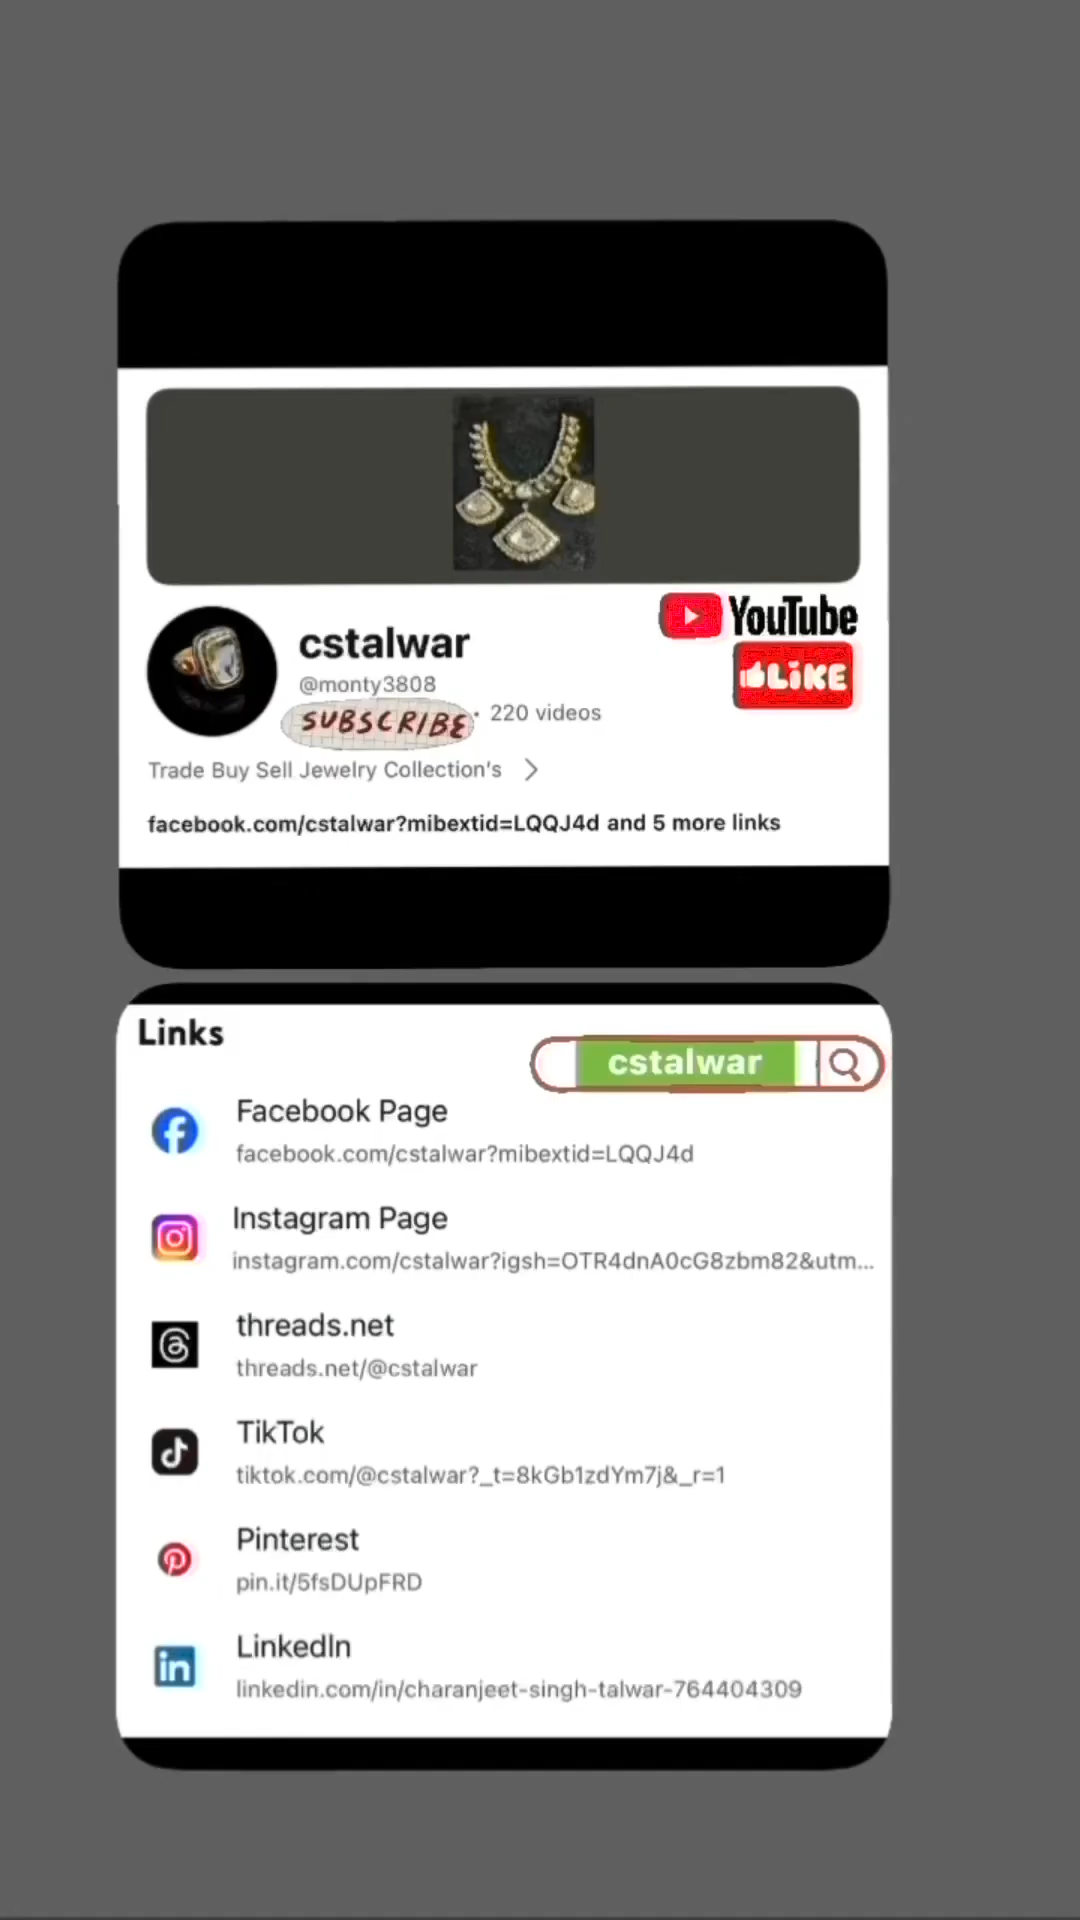 cstalwar
YouTube
LiKE
@monty3808
SUBSCRIBE · 220 videos
Trade Buy Sell Jewelry Collection's
facebook.com/cstalwar?mibextid=LQQJ4d and 5 more links
Links
cstalwar
Facebook Page
facebook.com/cstalwar?mibextid=LQQJ4d
Instagram Page
instagram.com/cstalwar?igsh=OTR4dnA0cG8zbm82&utm...
threads.net
threads.net/@cstalwar
TikTok
tiktok.com/@cstalwar?_t=8kGb1zdYm7j&_r=1
Pinterest
pin.it/5fsDUpFRD
LinkedIn
linkedin.com/in/charanjeet-singh-talwar-764404309